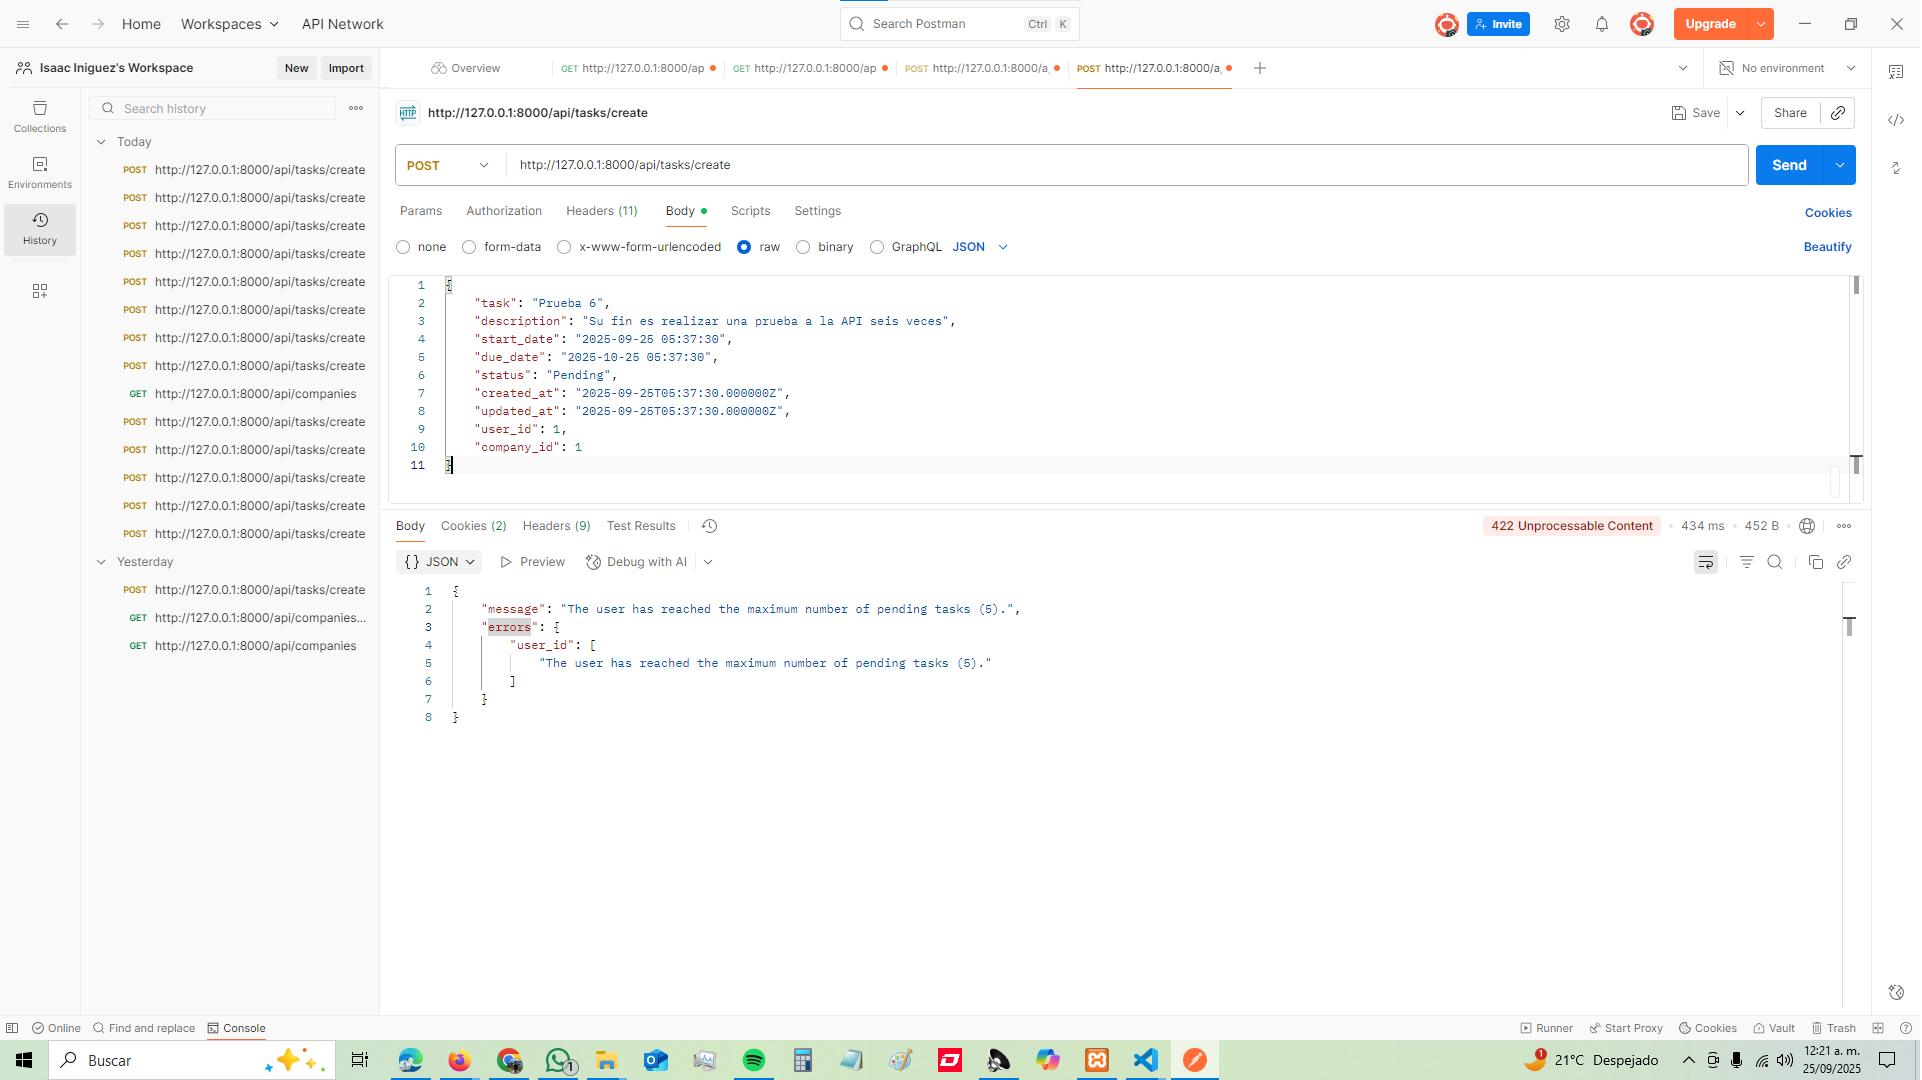 Home
Workspaces
API Network
Search Postman
Ctrl
K
Invite
Upgrade
Isaac Iniguez's Workspace
New
Import
Overview
GET http://127.0.0.1:8000/ap
GET http://127.0.0.1:8000/ap
POST http://127.0.0.1:8000/a
POST http://127.0.0.1:8000/a
No environment
Collections
Environments
History
Search history
Today
POST http://127.0.0.1:8000/api/tasks/create
POST http://127.0.0.1:8000/api/tasks/create
POST http://127.0.0.1:8000/api/tasks/create
POST http://127.0.0.1:8000/api/tasks/create
POST http://127.0.0.1:8000/api/tasks/create
POST http://127.0.0.1:8000/api/tasks/create
POST http://127.0.0.1:8000/api/tasks/create
POST http://127.0.0.1:8000/api/tasks/create
GET http://127.0.0.1:8000/api/companies
POST http://127.0.0.1:8000/api/tasks/create
POST http://127.0.0.1:8000/api/tasks/create
POST http://127.0.0.1:8000/api/tasks/create
POST http://127.0.0.1:8000/api/tasks/create
POST http://127.0.0.1:8000/api/tasks/create
Yesterday
POST http://127.0.0.1:8000/api/tasks/create
GET http://127.0.0.1:8000/api/companies...
GET http://127.0.0.1:8000/api/companies
HTTP http://127.0.0.1:8000/api/tasks/create
Save
Share
POST
http://127.0.0.1:8000/api/tasks/create
Send
Params
Authorization
Headers (11)
Body
Scripts
Settings
Cookies
none
form-data
x-www-form-urlencoded
raw
binary
GraphQL
JSON
Beautify
1 {
2 "task": "Prueba 6",
3 "description": "Su fin es realizar una prueba a la API seis veces",
4 "start_date": "2025-09-25 05:37:30",
5 "due_date": "2025-10-25 05:37:30",
6 "status": "Pending",
7 "created_at": "2025-09-25T05:37:30.000000Z",
8 "updated_at": "2025-09-25T05:37:30.000000Z",
9 "user_id": 1,
10 "company_id": 1
11 }
Body
Cookies (2)
Headers (9)
Test Results
422 Unprocessable Content
434 ms
452 B
{} JSON
Preview
Debug with AI
1 {
2 "message": "The user has reached the maximum number of pending tasks (5).",
3 "errors": {
4 "user_id": [
5 "The user has reached the maximum number of pending tasks (5)."
6 ]
7 }
8 }
Online
Find and replace
Console
Runner
Start Proxy
Cookies
Vault
Trash
Buscar
1
1
21°C Despejado
12:21 a. m.
25/09/2025